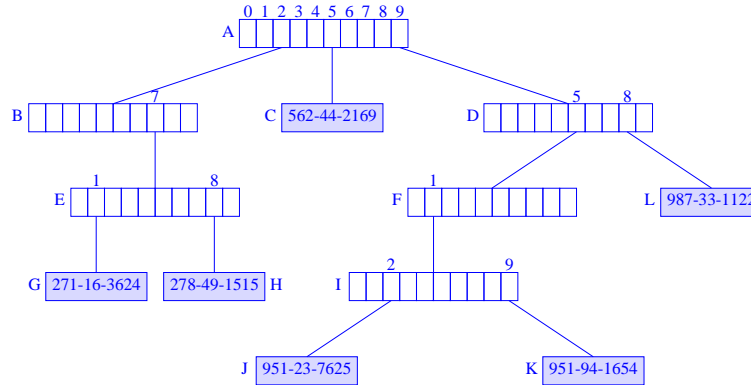 0 1 2 3 4 5 6 7 8 9
A
7
5 8
B
C 562-44-2169
D
1 8
1
E
F
L 987-33-1122
2 9
G 271-16-3624
278-49-1515 H
I
J 951-23-7625
K 951-94-1654